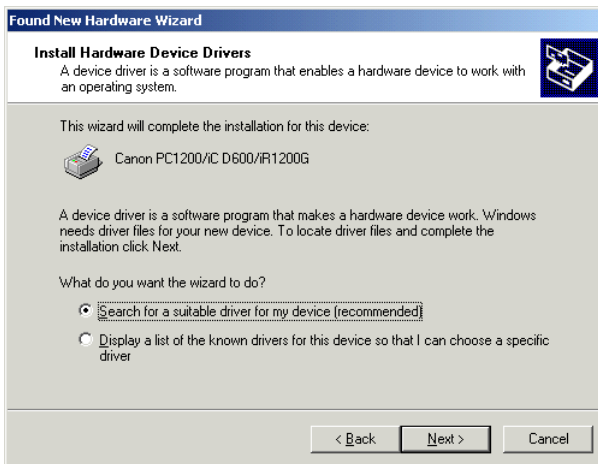 Found New Hardware Wizard
Install Hardware Device Drivers
A device driver is a software program that enables a hardware device to work with
an operating system.
This wizard will complete the installation for this device:
Canon PC1200/iC D600/iR1200G
A device driver is a software program that makes a hardware device work. Windows
needs driver files for your new device. To locate driver files and complete the
installation click Next.
What do you want the wizard to do?
Search for a suitable driver for my device (recommended)
Display a list of the known drivers for this device so that I can choose a specific
driver
< Back Next > Cancel